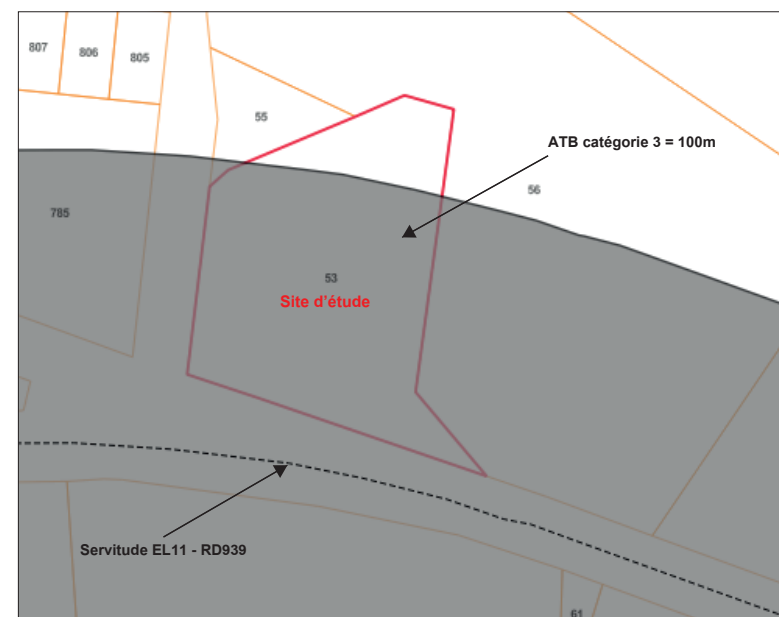 807
806
805
55
ATB catégorie 3 = 100m
56
785
53
Site d'étude
Servitude EL11 - RD939
61